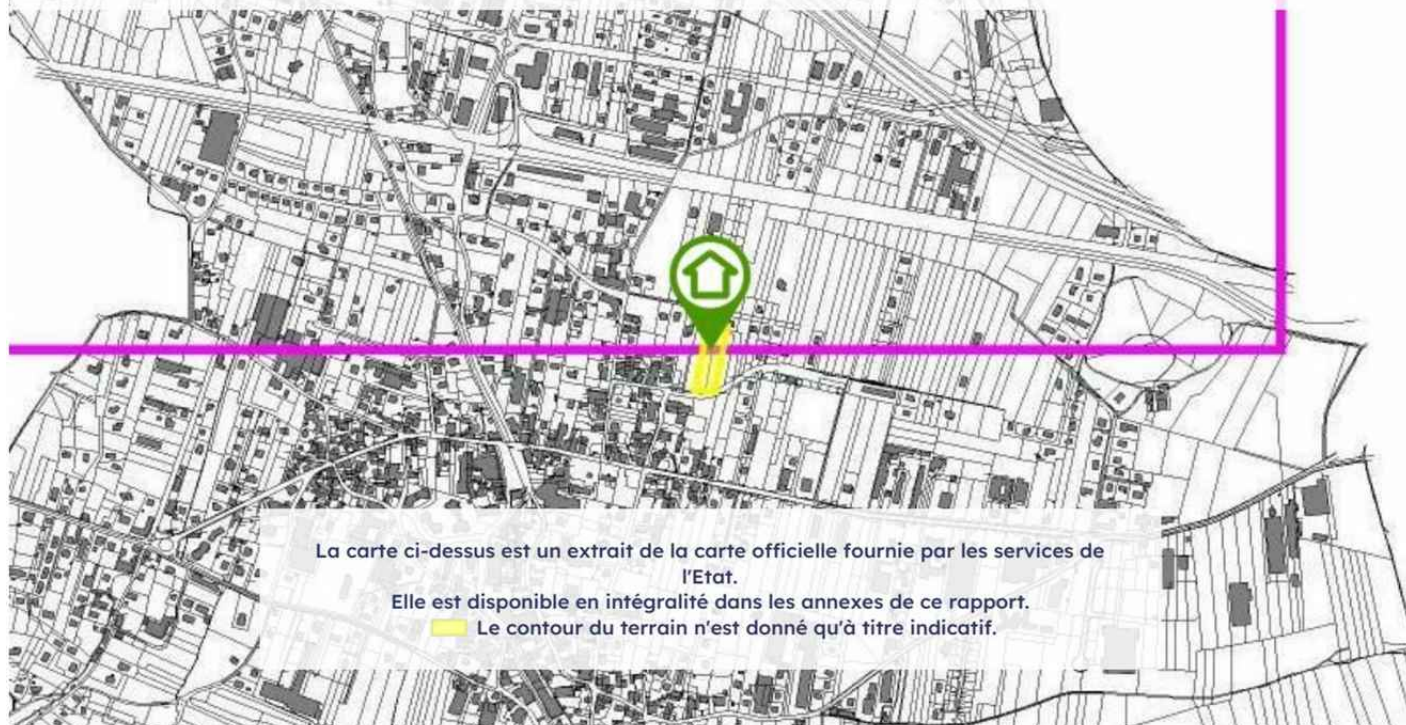 La carte ci-dessus est un extrait de la carte officielle fournie par les services de
l'Etat.
Elle est disponible en intégralité dans les annexes de ce rapport.
Le contour du terrain n'est donné qu'à titre indicatif.